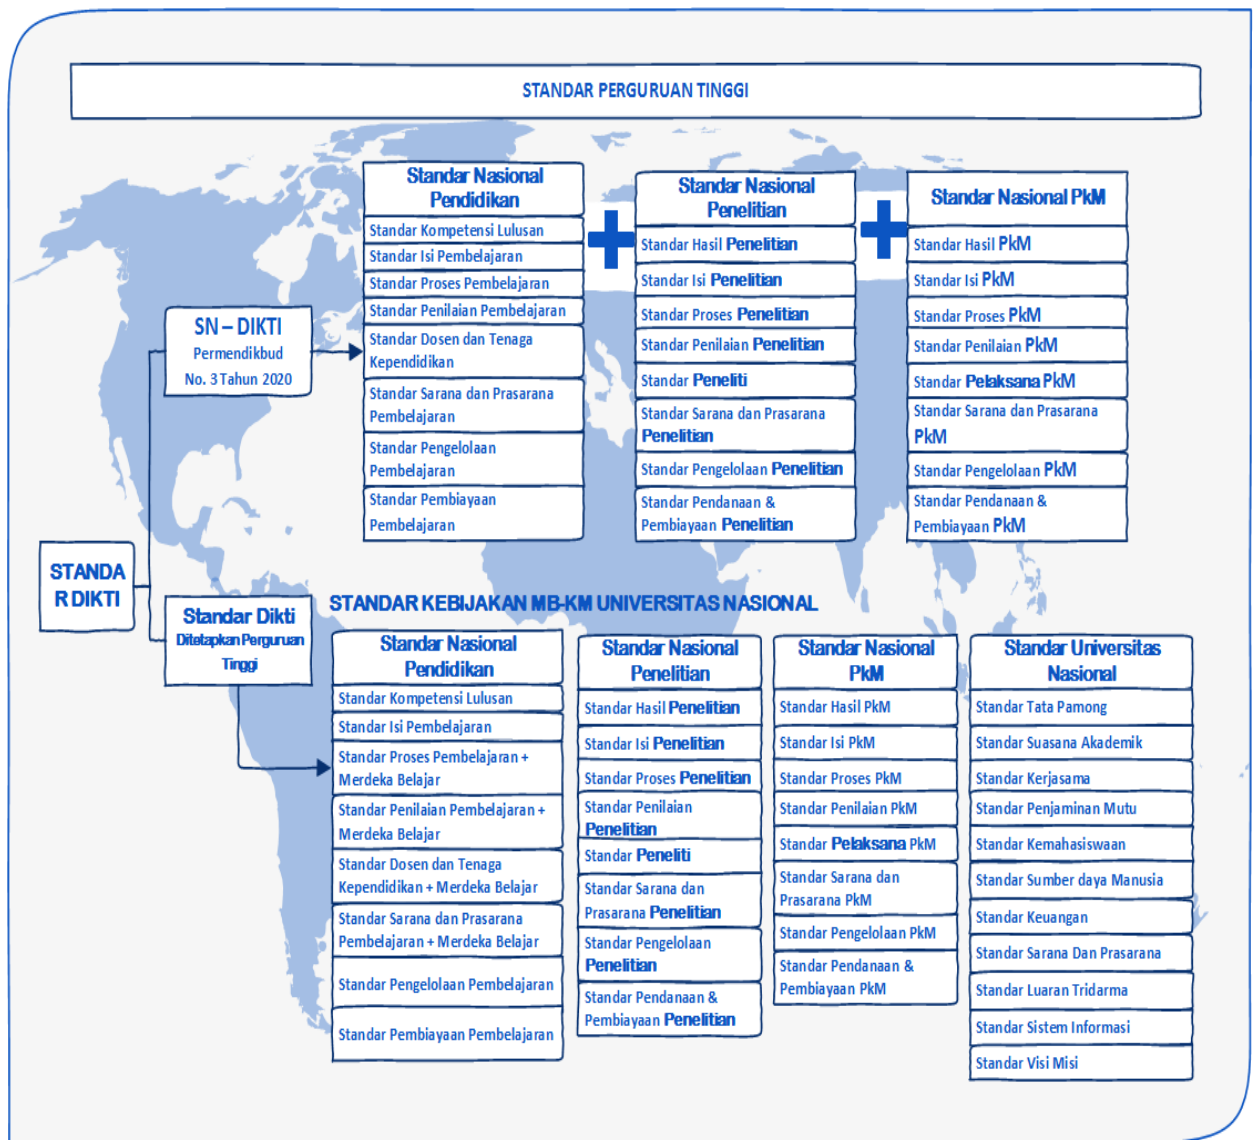 STANDAR PERGURUAN TINGGI
STANDA
R DIKTI
SN – DIKTI
Permendikbud
No. 3 Tahun 2020
Standar Nasional
Pendidikan
Standar Kompetensi Lulusan
Standar Isi Pembelajaran
Standar Proses Pembelajaran
Standar Penilaian Pembelajaran
Standar Dosen dan Tenaga
Kependidikan
Standar Sarana dan Prasarana
Pembelajaran
Standar Pengelolaan
Pembelajaran
Standar Pembiayaan
Pembelajaran
+
Standar Nasional
Penelitian
Standar Hasil Penelitian
Standar Isi Penelitian
Standar Proses Penelitian
Standar Penilaian Penelitian
Standar Peneliti
Standar Sarana dan Prasarana
Penelitian
Standar Pengelolaan Penelitian
Standar Pendanaan &
Pembiayaan Penelitian
+
Standar Nasional PkM
Standar Hasil PkM
Standar Isi PkM
Standar Proses PkM
Standar Penilaian PkM
Standar Pelaksana PkM
Standar Sarana dan Prasarana
PkM
Standar Pengelolaan PkM
Standar Pendanaan &
Pembiayaan PkM
Standar Dikti
Ditetapkan Perguruan
Tinggi
STANDAR KEBIJAKAN MB-KM UNIVERSITAS NASIONAL
Standar Nasional
Pendidikan
Standar Kompetensi Lulusan
Standar Isi Pembelajaran
Standar Proses Pembelajaran +
Merdeka Belajar
Standar Penilaian Pembelajaran +
Merdeka Belajar
Standar Dosen dan Tenaga
Kependidikan + Merdeka Belajar
Standar Sarana dan Prasarana
Pembelajaran + Merdeka Belajar
Standar Pengelolaan Pembelajaran
Standar Pembiayaan Pembelajaran
Standar Nasional
Penelitian
Standar Hasil Penelitian
Standar Isi Penelitian
Standar Proses Penelitian
Standar Penilaian
Penelitian
Standar Peneliti
Standar Sarana dan
Prasarana Penelitian
Standar Pengelolaan
Penelitian
Standar Pendanaan &
Pembiayaan Penelitian
Standar Nasional
PkM
Standar Hasil PkM
Standar Isi PkM
Standar Proses PkM
Standar Penilaian PkM
Standar Pelaksana PkM
Standar Sarana dan
Prasarana PkM
Standar Pengelolaan PkM
Standar Pendanaan &
Pembiayaan PkM
Standar Universitas
Nasional
Standar Tata Pamong
Standar Suasana Akademik
Standar Kerjasama
Standar Penjaminan Mutu
Standar Kemahasiswaan
Standar Sumber daya Manusia
Standar Keuangan
Standar Sarana Dan Prasarana
Standar Luaran Tridarma
Standar Sistem Informasi
Standar Visi Misi